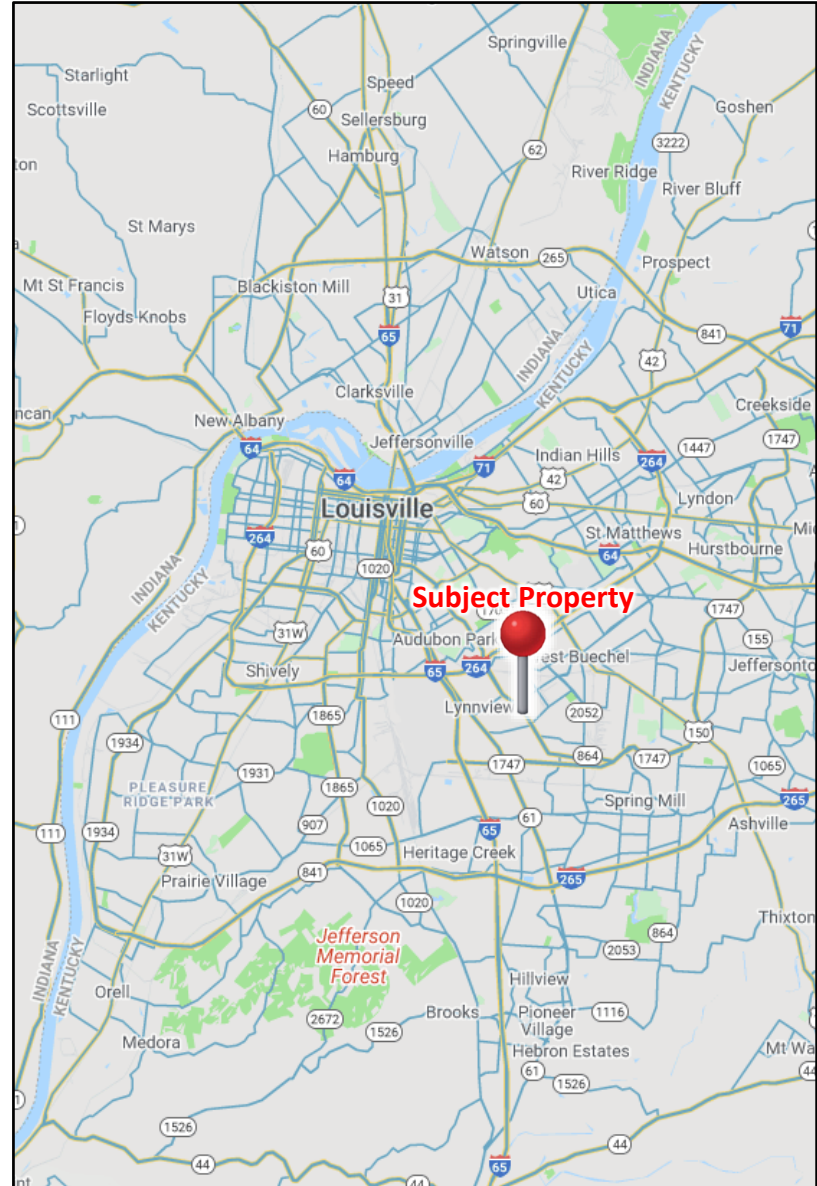 Springville
INDIANA
KENTUCKY
Starlight
Speed
Scottsville
60
Sellersburg
Goshen
Hamburg
62
3222
River Ridge
River Bluff
St Marys
Watson
265
Prospect
Mt St Francis
Blackiston Mill
31
Utica
Floyds Knobs
65
841
71
INDIANA
KENTUCKY
42
Clarksville
Creekside
New Albany
Jeffersonville
1747
64
Indian Hills
264
1447
64
71
42
Lyndon
Louisville
60
264
St Matthews
60
64
Hurstbourne
1020
INDIANA
KENTUCKY
Subject Property
1747
31W
Audubon Park
155
Shively
65
264
Buechel
111
1865
Lynnview
2052
1934
150
1747
864
1747
1931
1065
PLEASURE
RIDGE PARK
1865
265
1020
Spring Mill
907
61
111
1934
65
Ashville
1065
Heritage Creek
31W
841
265
Prairie Village
1020
Thixton
864
Jefferson
Memorial
Forest
2053
INDIANA
KENTUCKY
Hillview
Orell
Brooks
Pioneer
Village
1116
2672
1526
Medora
Hebron Estates
61
1526
44
1526
44
44
65
44